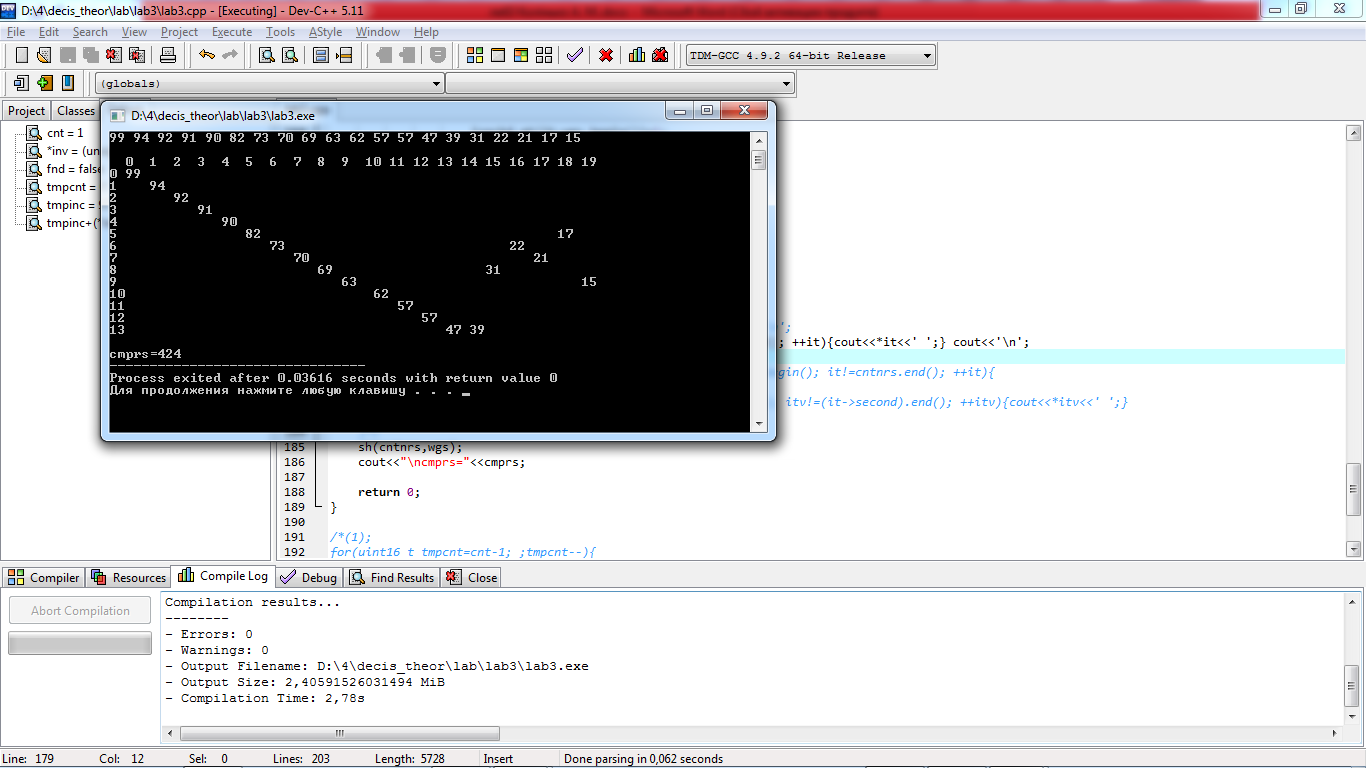 D:\4\decis_theor\lab\lab3\lab3.cpp - [Executing] - Dev-C++ 5.11
File Edit Search View Project Execute Tools AStyle Window Help
TDM-GCC 4.9.2 64-bit Release
(globals)
Project Classes
cnt = 1
*inv = (un
fnd = false
tmpcnt =
tmpinc =
tmpinc+(*
D:\4\decis_theor\lab\lab3\lab3.exe
99 94 92 91 90 82 73 70 69 63 62 57 57 47 39 31 22 21 17 15
0 1 2 3 4 5 6 7 8 9 10 11 12 13 14 15 16 17 18 19
0 99
1 94
2 92
3 91
4 90
5 82 17
6 73 22
7 70 21
8 69 31
9 63 15
10 62
11 57
12 57
13 47 39
cmprs=424
--------------------------------
Process exited after 0.03616 seconds with return value 0
Для продолжения нажмите любую клавишу . . .
';
; ++it){cout<<*it<<' ';} cout<<'\n';
gin(); it!=cntnrs.end(); ++it){
itv!=(it->second).end(); ++itv){cout<<*itv<<' ';}
185 sh(cntnrs,wgs);
186 cout<<"\ncmprs="<<cmprs;
187
188 return 0;
189 }
190
191 /*(1);
192 for(uint16_t tmpcnt=cnt-1; ;tmpcnt--){
Compiler Resources Compile Log Debug Find Results Close
Abort Compilation
Compilation results...
--------
- Errors: 0
- Warnings: 0
- Output Filename: D:\4\decis_theor\lab\lab3\lab3.exe
- Output Size: 2,40591526031494 MiB
- Compilation Time: 2,78s
Line: 179 Col: 12 Sel: 0 Lines: 203 Length: 5728 Insert Done parsing in 0,062 seconds